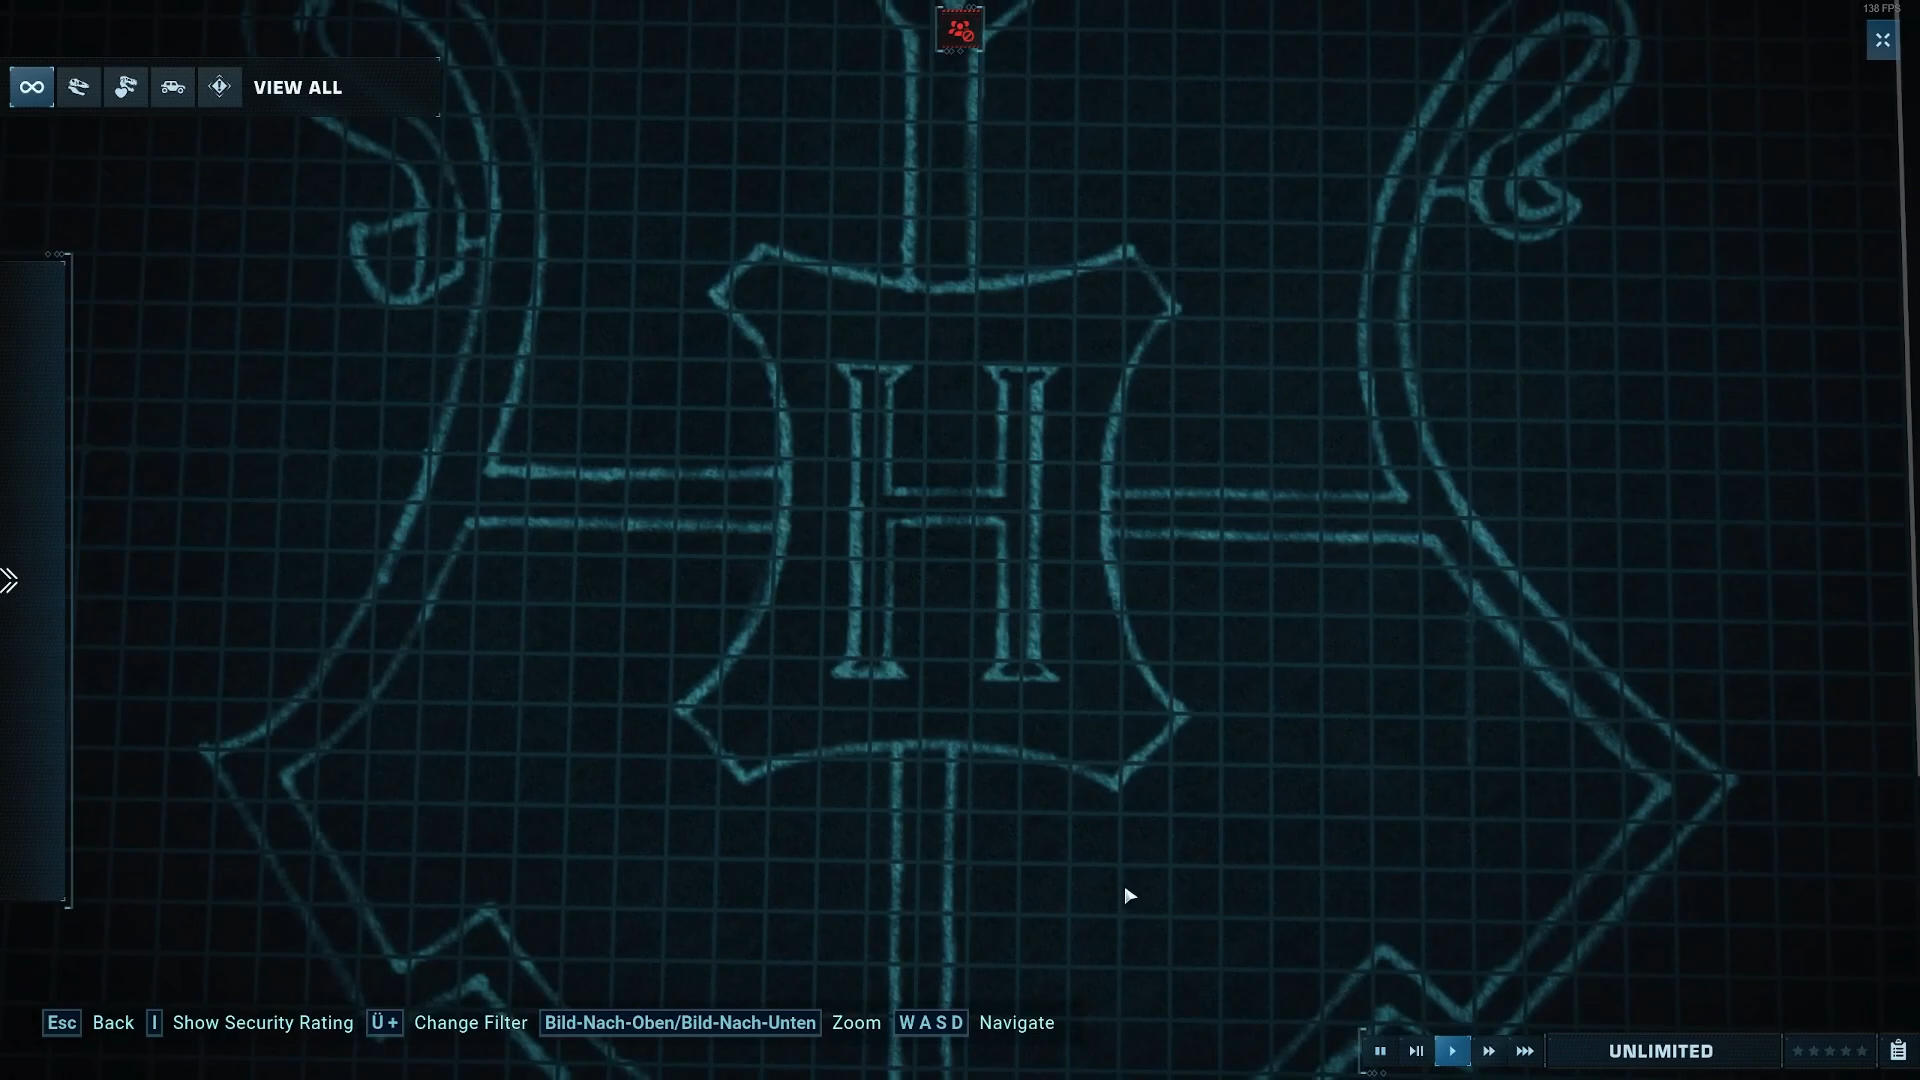 138 FPS
VIEW ALL
H
Esc Back I Show Security Rating Ü + Change Filter Bild-Nach-Oben/Bild-Nach-Unten Zoom W A S D Navigate
UNLIMITED